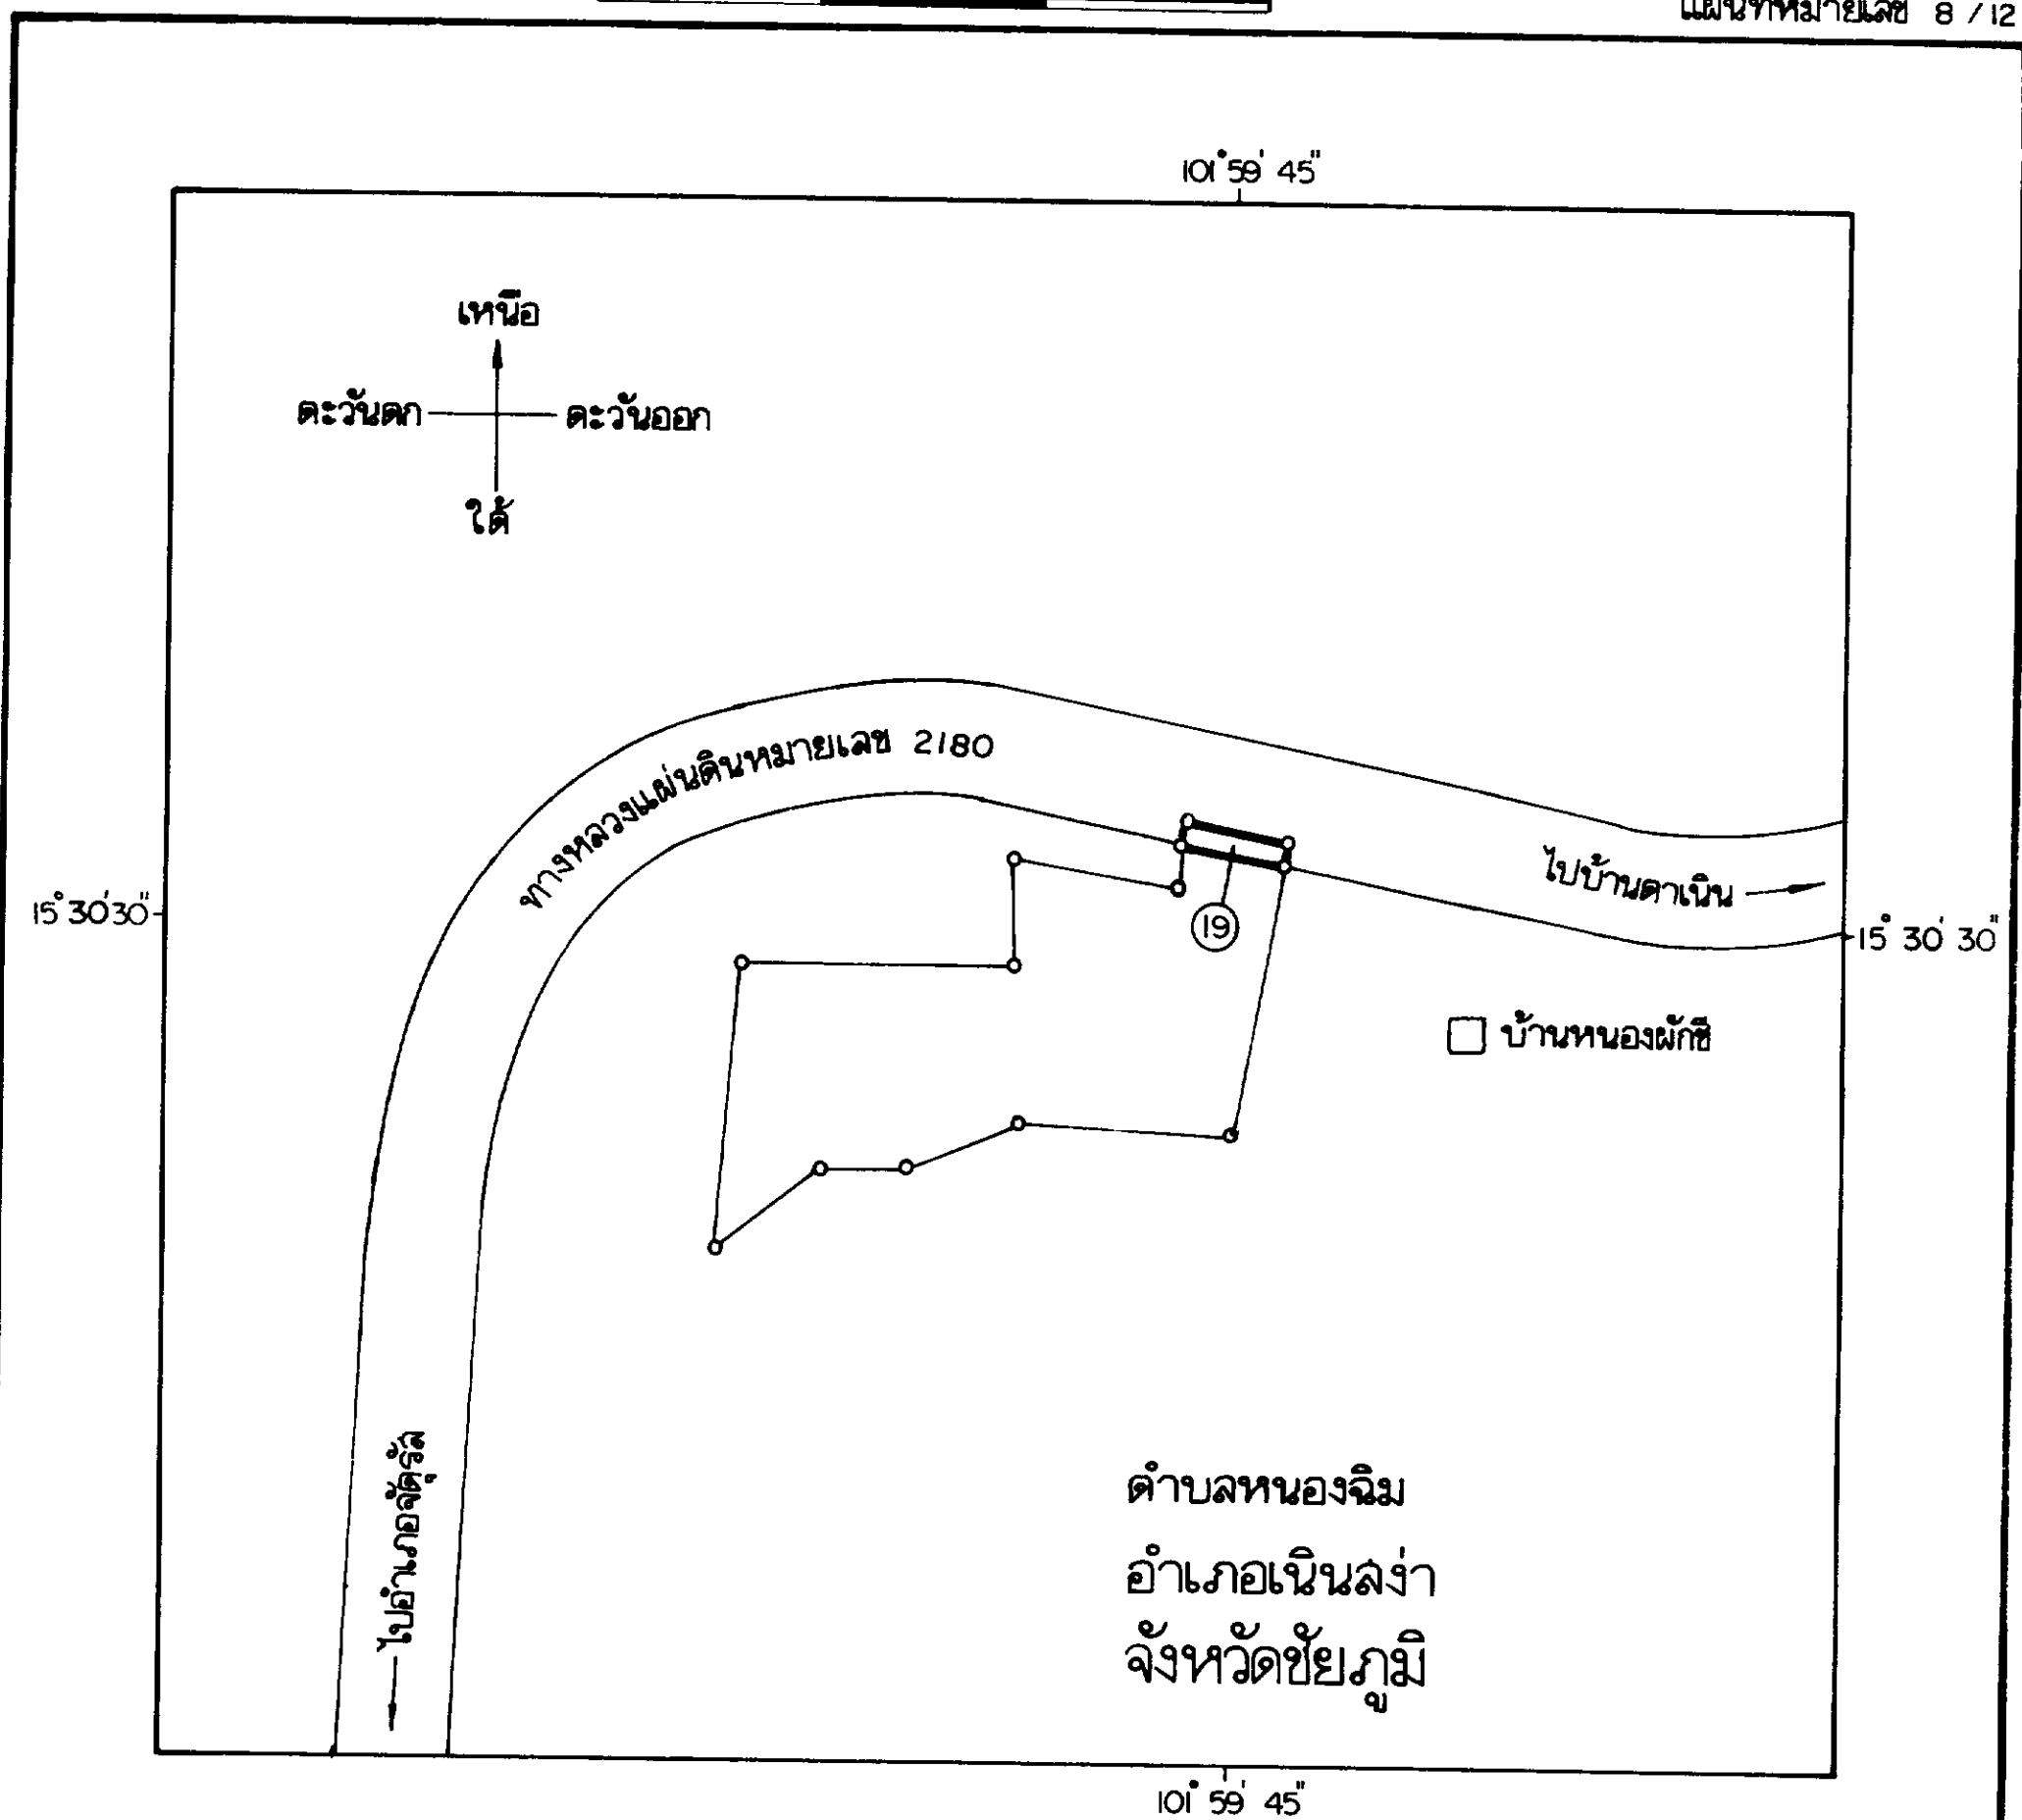 แผนที่หมายเลข 8 / 12
101° 59' 45"
เหนือ
ตะวันตก
ตะวันออก
ใต้
ทางหลวงแผ่นดินหมายเลข 2180
ไปบ้านตาเนิน
15° 30' 30"
19
15° 30' 30"
บ้านหนองผักชี
ไปอำเภอจัตุรัส
ตำบลหนองฉิม
อำเภอเนินสง่า
จังหวัดชัยภูมิ
101° 59' 45"